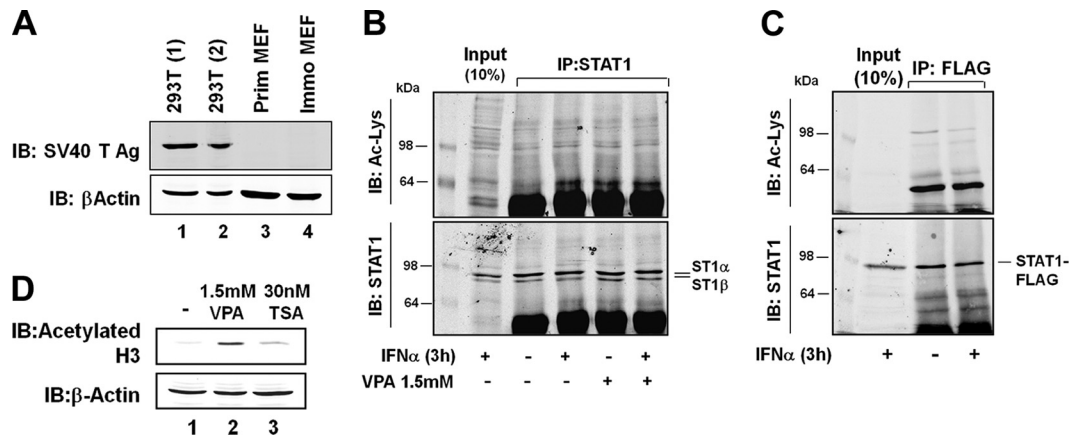 A
293T (1)
293T (2)
Prim MEF
Immo MEF
IB: SV40 T Ag
IB: βActin
1 2 3 4
B
Input
(10%)
IP:STAT1
kDa
IB: Ac-Lys
98
64
IB: STAT1
98
64
ST1α
ST1β
IFNα (3h) + - + - +
VPA 1.5mM - - - + +
C
Input
(10%)
IP: FLAG
kDa
IB: Ac-Lys
98
64
IB: STAT1
98
64
STAT1-
FLAG
IFNα (3h) + - +
D
- 1.5mM VPA
30nM TSA
IB:Acetylated
H3
IB:β-Actin
1 2 3